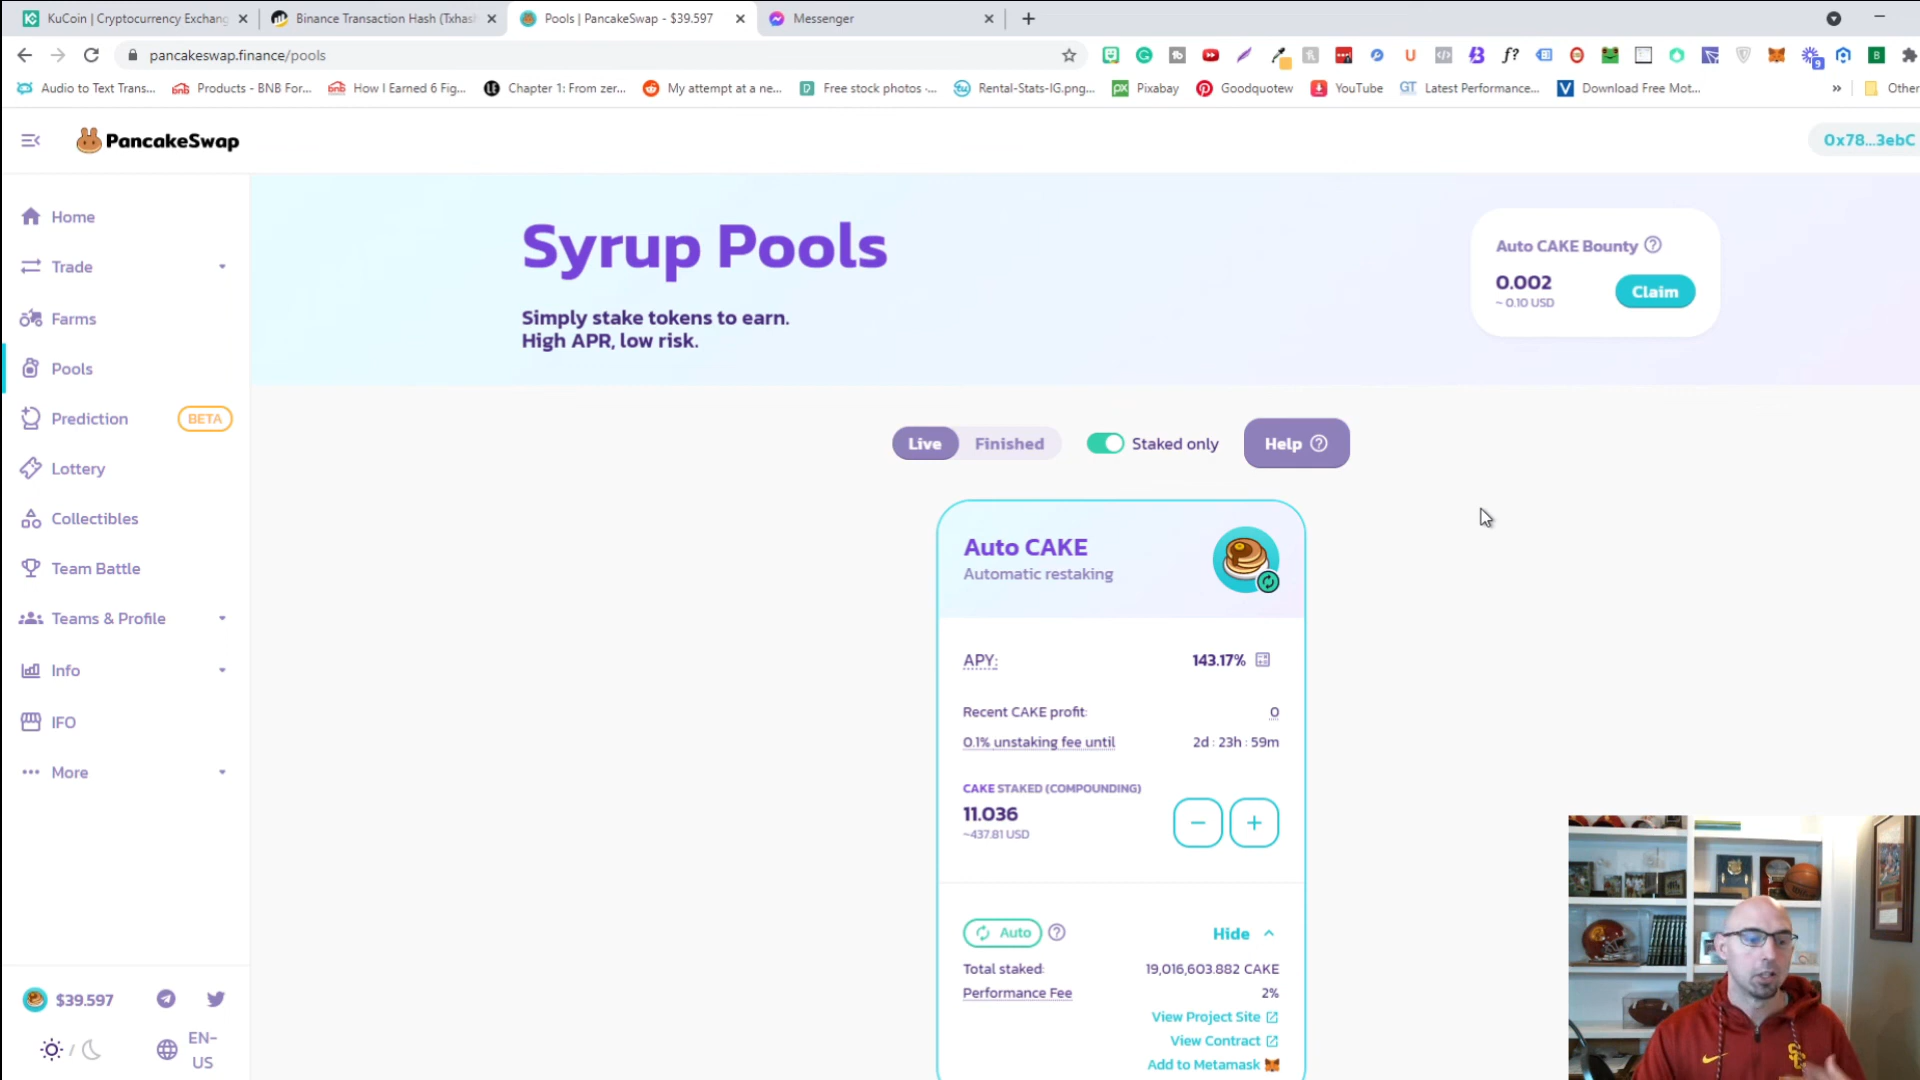 KuCoin | Cryptocurrency Exchang
Binance Transaction Hash (Txhas
Pools | PancakeSwap - $39.597
Messenger
pancakeswap.finance/pools
Audio to Text Trans...
Products - BNB For...
How I Earned 6 Fig...
Chapter 1: From zer...
My attempt at a ne...
Free stock photos -...
Rental-Stats-IG.png...
Pixabay
Goodquotew
YouTube
GT Latest Performance...
Download Free Mot...
»
Other
PancakeSwap
0x78...3ebC
Home
Trade
Farms
Pools
Prediction BETA
Lottery
Collectibles
Team Battle
Teams & Profile
Info
IFO
More
$39.597
EN-
US
Syrup Pools
Simply stake tokens to earn.
High APR, low risk.
Auto CAKE Bounty
0.002
~ 0.10 USD
Claim
Live
Finished
Staked only
Help
Auto CAKE
Automatic restaking
APY: 143.17%
Recent CAKE profit: 0
0.1% unstaking fee until 2d : 23h : 59m
CAKE STAKED (COMPOUNDING)
11.036
~437.81 USD
Auto
Hide
Total staked: 19,016,603.882 CAKE
Performance Fee 2%
View Project Site
View Contract
Add to Metamask